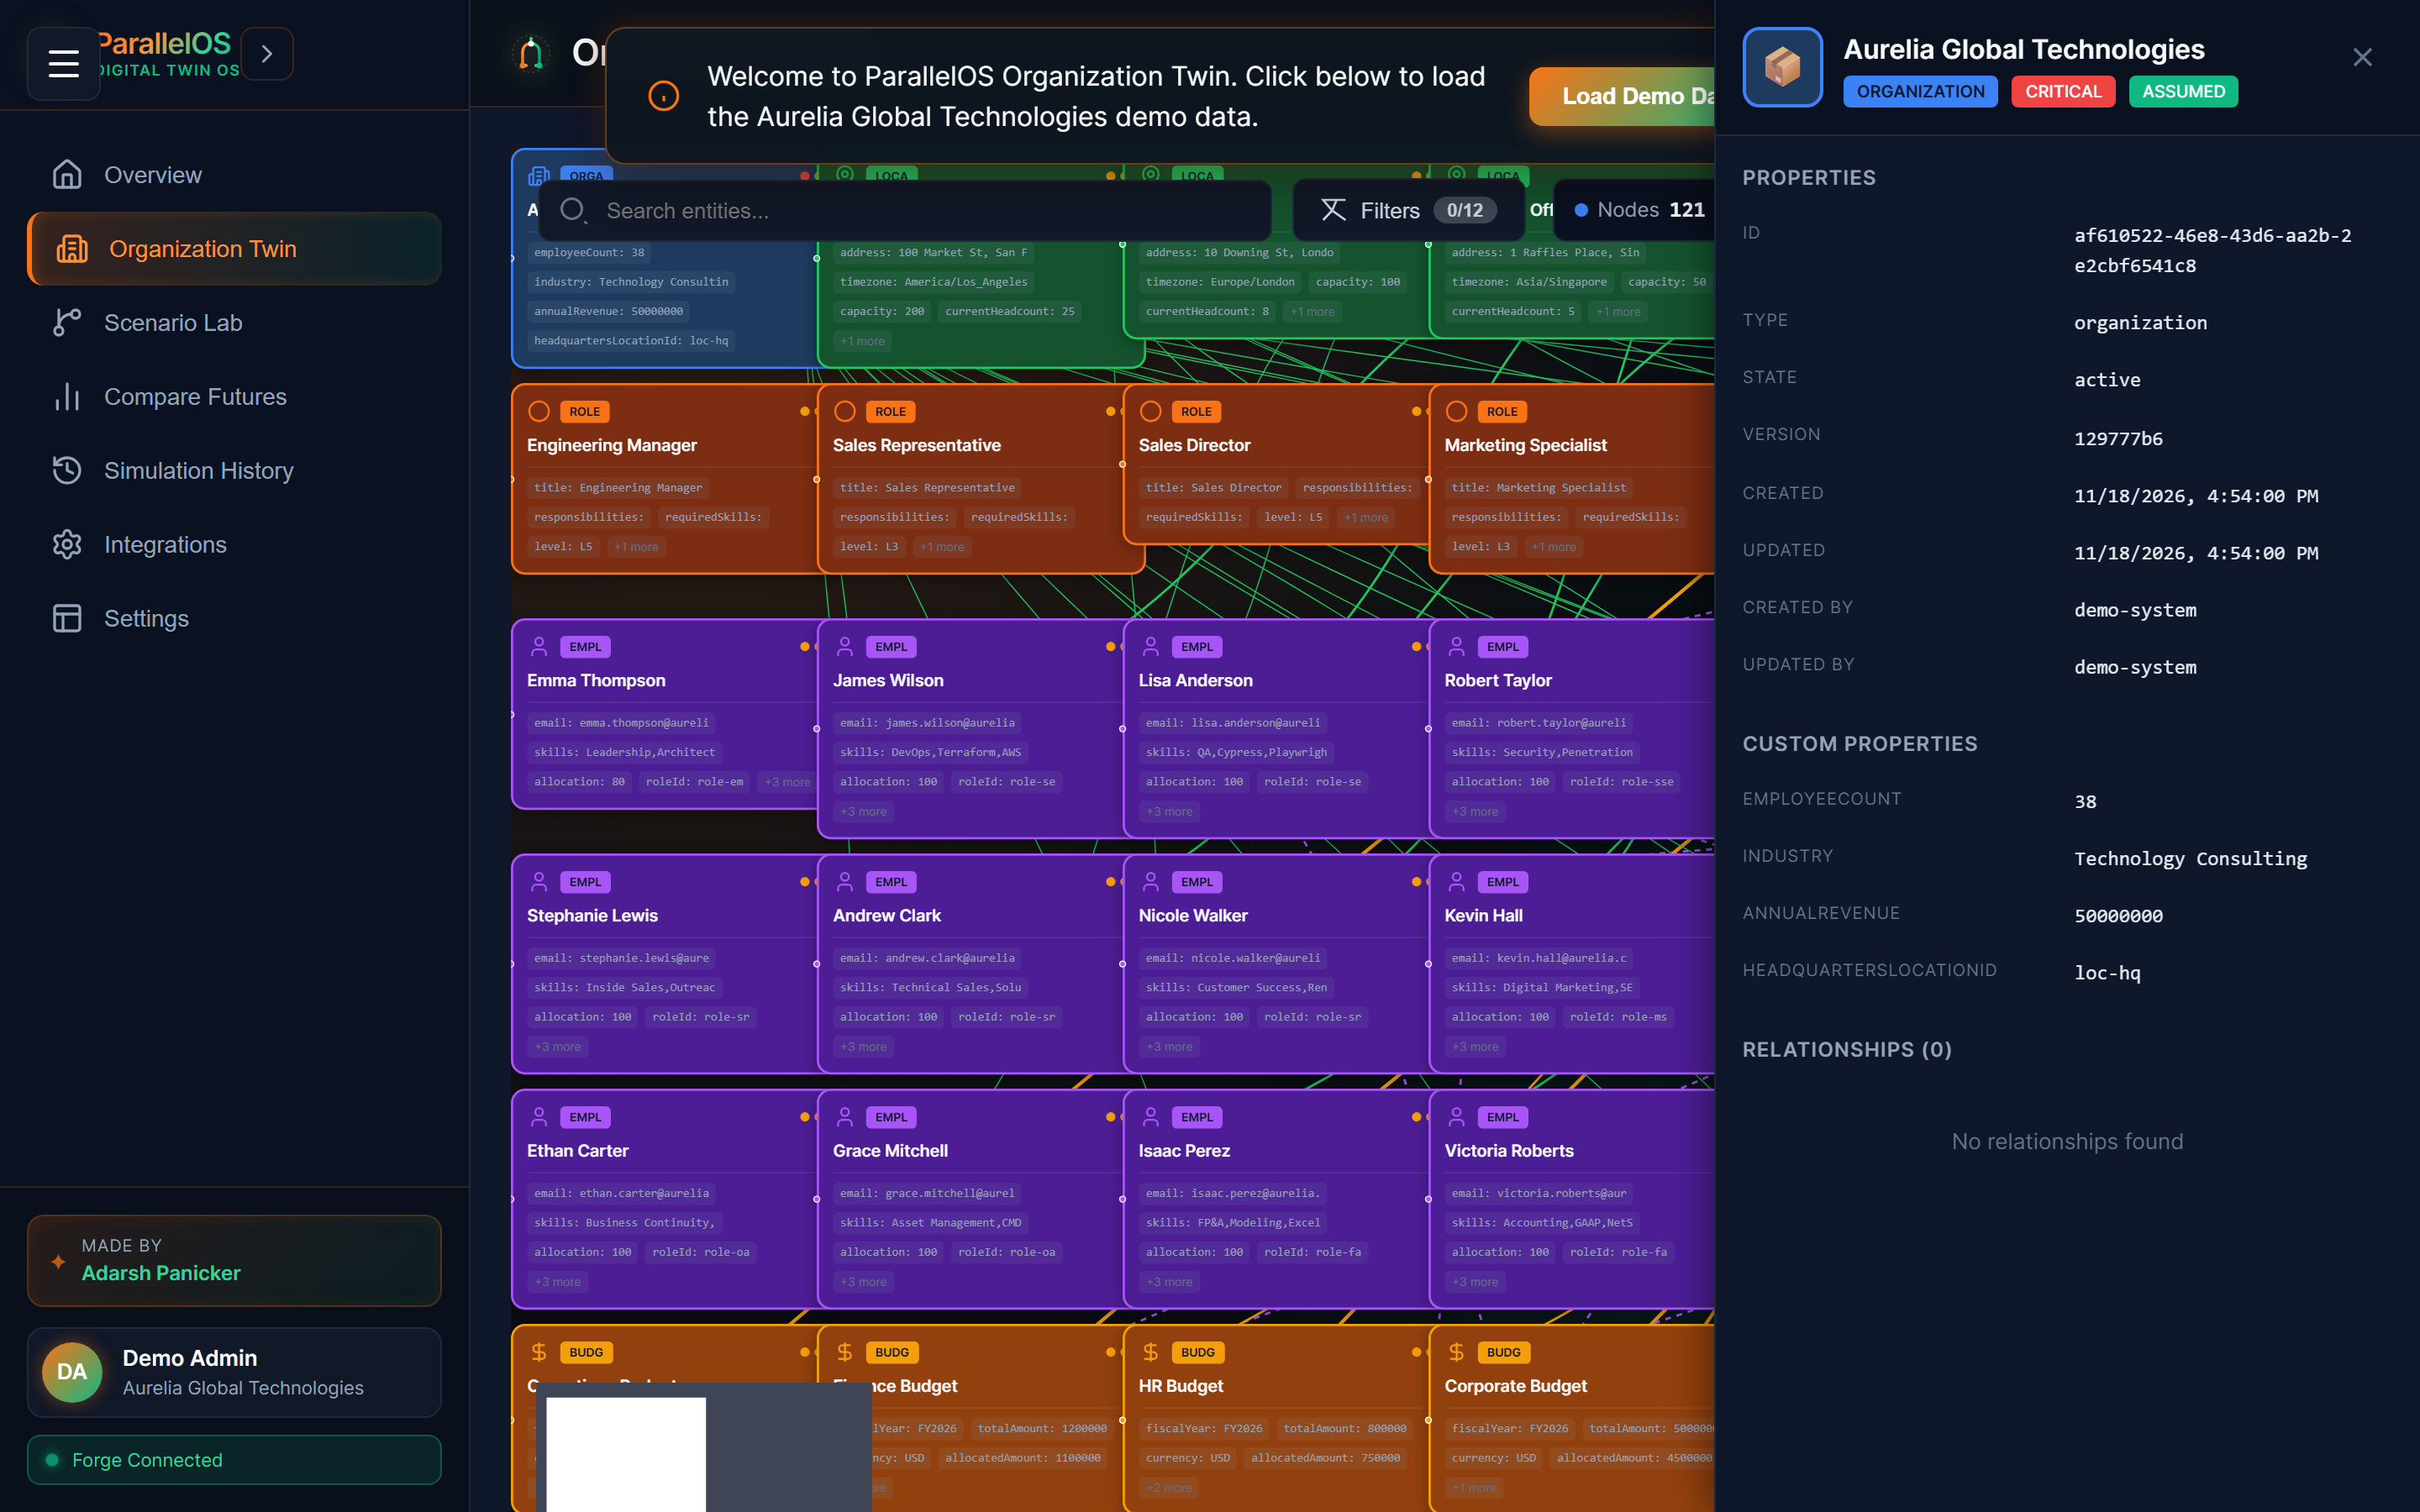 ParallelOS
DIGITAL TWIN OS
Overview
Organization Twin
Scenario Lab
Compare Futures
Simulation History
Integrations
Settings
MADE BY
Adarsh Panicker
DA
Demo Admin
Aurelia Global Technologies
Forge Connected
Welcome to ParallelOS Organization Twin. Click below to load
the Aurelia Global Technologies demo data.
Load Demo Da
Search entities...
Filters 0/12
Nodes 121
ORGA
employeeCount: 38
industry: Technology Consultin
annualRevenue: 50000000
headquartersLocationId: loc-hq
LOCA
address: 100 Market St, San F
timezone: America/Los_Angeles
capacity: 200 currentHeadcount: 25
+1 more
LOCA
address: 10 Downing St, Londo
timezone: Europe/London capacity: 100
currentHeadcount: 8 +1 more
LOCA
Off
address: 1 Raffles Place, Sin
timezone: Asia/Singapore capacity: 50
currentHeadcount: 5 +1 more
ROLE
Engineering Manager
title: Engineering Manager
responsibilities: requiredSkills:
level: L5 +1 more
ROLE
Sales Representative
title: Sales Representative
responsibilities: requiredSkills:
level: L3 +1 more
ROLE
Sales Director
title: Sales Director responsibilities:
requiredSkills: level: L5 +1 more
ROLE
Marketing Specialist
title: Marketing Specialist
responsibilities: requiredSkills:
level: L3 +1 more
EMPL
Emma Thompson
email: emma.thompson@aureli
skills: Leadership,Architect
allocation: 80 roleId: role-em +3 more
EMPL
James Wilson
email: james.wilson@aurelia
skills: DevOps,Terraform,AWS
allocation: 100 roleId: role-se
+3 more
EMPL
Lisa Anderson
email: lisa.anderson@aureli
skills: QA,Cypress,Playwrigh
allocation: 100 roleId: role-se
+3 more
EMPL
Robert Taylor
email: robert.taylor@aureli
skills: Security,Penetration
allocation: 100 roleId: role-sse
+3 more
EMPL
Stephanie Lewis
email: stephanie.lewis@aure
skills: Inside Sales,Outreac
allocation: 100 roleId: role-sr
+3 more
EMPL
Andrew Clark
email: andrew.clark@aurelia
skills: Technical Sales,Solu
allocation: 100 roleId: role-sr
+3 more
EMPL
Nicole Walker
email: nicole.walker@aureli
skills: Customer Success,Ren
allocation: 100 roleId: role-sr
+3 more
EMPL
Kevin Hall
email: kevin.hall@aurelia.c
skills: Digital Marketing,SE
allocation: 100 roleId: role-ms
+3 more
EMPL
Ethan Carter
email: ethan.carter@aurelia
skills: Business Continuity,
allocation: 100 roleId: role-oa
+3 more
EMPL
Grace Mitchell
email: grace.mitchell@aurel
skills: Asset Management,CMD
allocation: 100 roleId: role-oa
+3 more
EMPL
Isaac Perez
email: isaac.perez@aurelia.
skills: FP&A,Modeling,Excel
allocation: 100 roleId: role-fa
+3 more
EMPL
Victoria Roberts
email: victoria.roberts@aur
skills: Accounting,GAAP,NetS
allocation: 100 roleId: role-fa
+3 more
BUDG
BUDG
nce Budget
lYear: FY2026 totalAmount: 1200000
ncy: USD allocatedAmount: 1100000
BUDG
HR Budget
fiscalYear: FY2026 totalAmount: 800000
currency: USD allocatedAmount: 750000
+2 more
BUDG
Corporate Budget
fiscalYear: FY2026 totalAmount: 500000
currency: USD allocatedAmount: 4500000
+1 more
Aurelia Global Technologies
ORGANIZATION CRITICAL ASSUMED
PROPERTIES
ID af610522-46e8-43d6-aa2b-2
e2cbf6541c8
TYPE organization
STATE active
VERSION 129777b6
CREATED 11/18/2026, 4:54:00 PM
UPDATED 11/18/2026, 4:54:00 PM
CREATED BY demo-system
UPDATED BY demo-system
CUSTOM PROPERTIES
EMPLOYEECOUNT 38
INDUSTRY Technology Consulting
ANNUALREVENUE 50000000
HEADQUARTERSLOCATIONID loc-hq
RELATIONSHIPS (0)
No relationships found